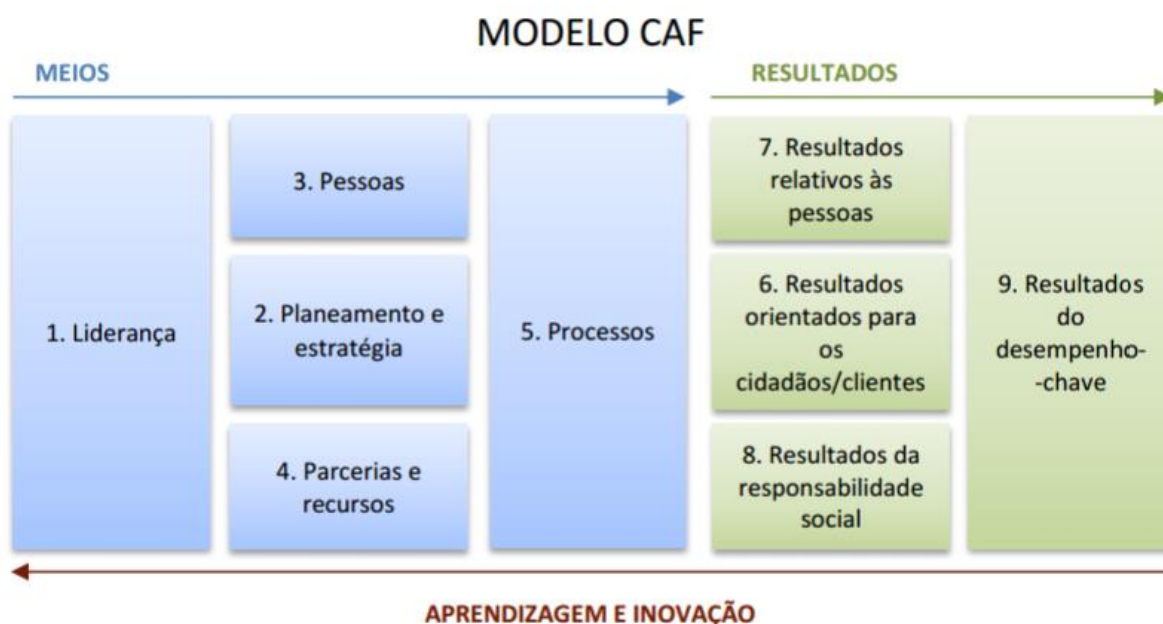 MODELO CAF
MEIOS
RESULTADOS
1. Liderança
3. Pessoas
2. Planeamento e
estratégia
4. Parcerias e
recursos
5. Processos
7. Resultados
relativos às
pessoas
6. Resultados
orientados para
os
cidadãos/clientes
8. Resultados da
responsabilidade
social
9. Resultados
do
desempenho-
-chave
APRENDIZAGEM E INOVAÇÃO